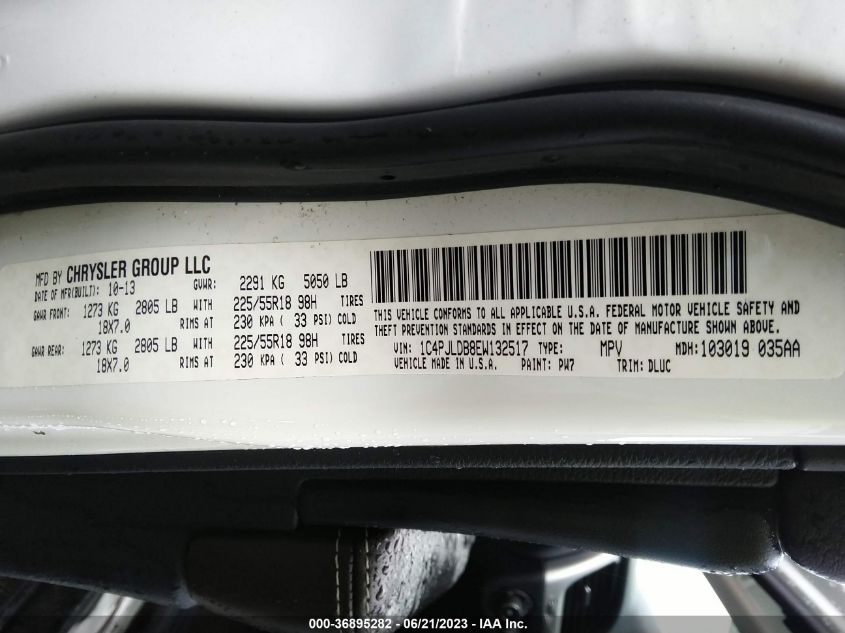 MFD BY CHRYSLER GROUP LLC
DATE OF MFR(BUILT): 10-13 GVWR: 2291 KG 5050 LB
GAWR FRONT: 1273 KG 2805 LB WITH 225/55R18 98H TIRES
18X7.0 RIMS AT 230 KPA ( 33 PSI) COLD
GAWR REAR: 1273 KG 2805 LB WITH 225/55R18 98H TIRES
18X7.0 RIMS AT 230 KPA ( 33 PSI) COLD
THIS VEHICLE CONFORMS TO ALL APPLICABLE U.S.A. FEDERAL MOTOR VEHICLE SAFETY AND
THEFT PREVENTION STANDARDS IN EFFECT ON THE DATE OF MANUFACTURE SHOWN ABOVE.
VIN: 1C4PJLDB8EW132517 TYPE: MPV MDH: 103019 035AA
VEHICLE MADE IN U.S.A. PAINT: PW7 TRIM: DLUC
000-36895282 - 06/21/2023 - IAA Inc.